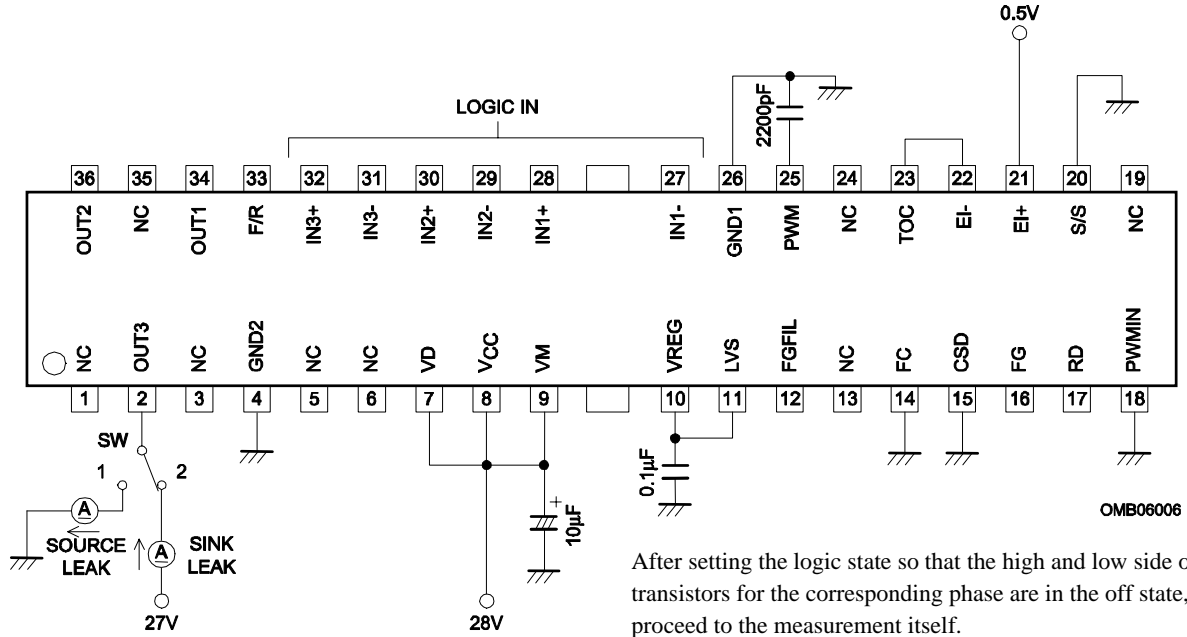 0.5V
LOGIC IN
2200pF
36 35 34 33 32 31 30 29 28 27 26 25 24 23 22 21 20 19
OUT2 NC OUT1 F/R IN3+ IN3- IN2+ IN2- IN1+ IN1- GND1 PWM NC TOC EI- EI+ S/S NC
NC OUT3 NC GND2 NC NC VD VCC VM VREG LVS FGFIL NC FC CSD FG RD PWMIN
1 2 3 4 5 6 7 8 9 10 11 12 13 14 15 16 17 18
SW
1 2
A
SOURCE
LEAK
A
SINK
LEAK
27V
28V
+
10µF
0.1µF
OMB06006
After setting the logic state so that the high and low side o
transistors for the corresponding phase are in the off state,
proceed to the measurement itself.